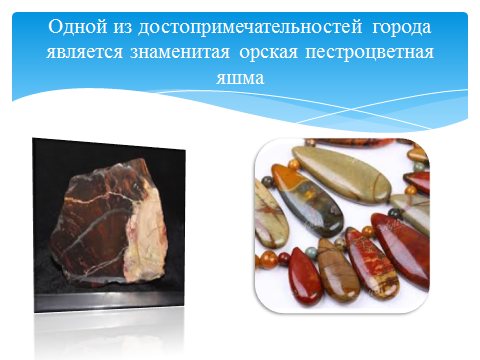 Одной из достопримечательностей города
является знаменитая орская пестроцветная
яшма